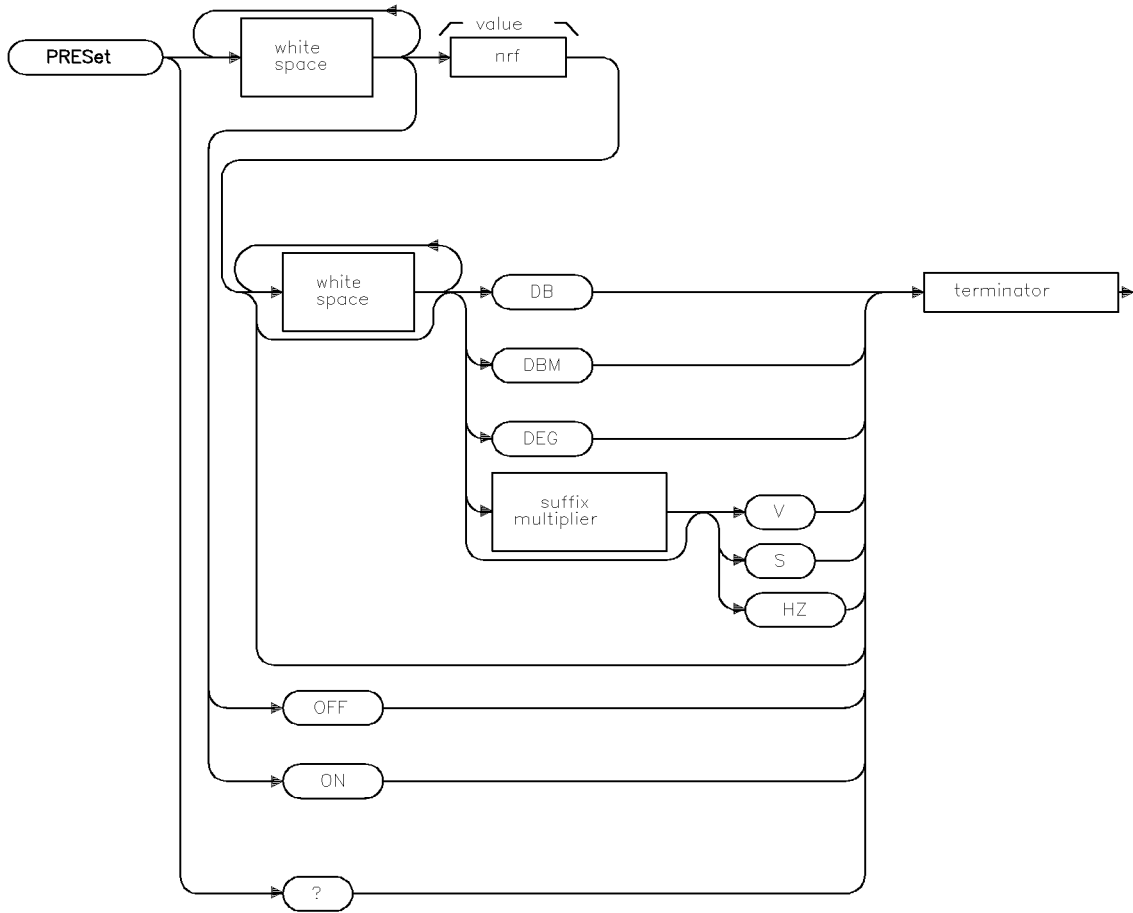 value
PRESet
white
space
nrf
white
space
DB
terminator
DBM
DEG
suffix
multiplier
V
S
HZ
OFF
ON
?